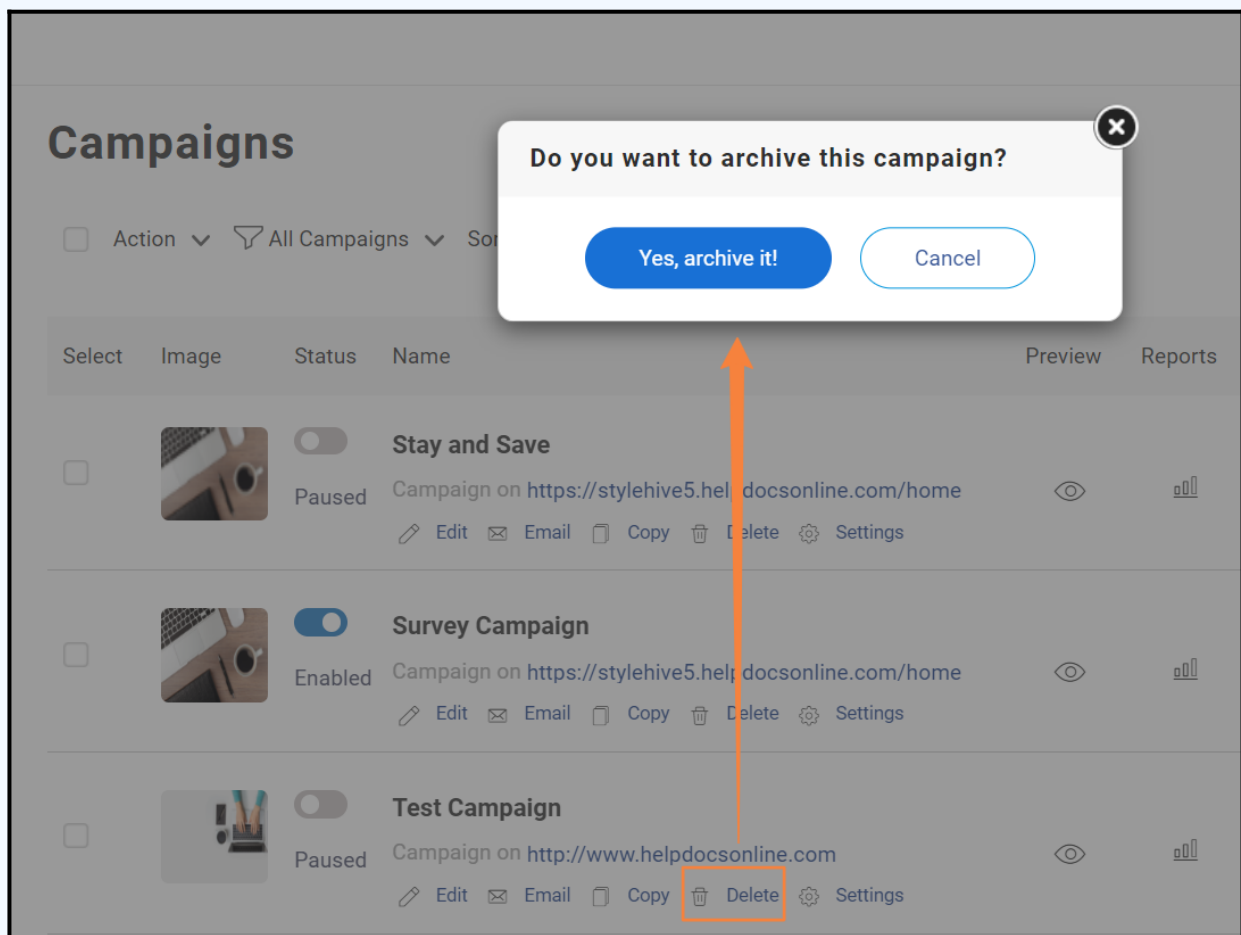 Campaigns
Do you want to archive this campaign?
Action All Campaigns
Yes, archive it! Cancel
Select Image Status Name Preview Reports
Stay and Save
Paused Campaign on https://stylehive5.helpdocsonline.com/home
Edit Email Copy Delete Settings
Survey Campaign
Enabled Campaign on https://stylehive5.helpdocsonline.com/home
Edit Email Copy Delete Settings
Test Campaign
Paused Campaign on http://www.helpdocsonline.com
Edit Email Copy Delete Settings